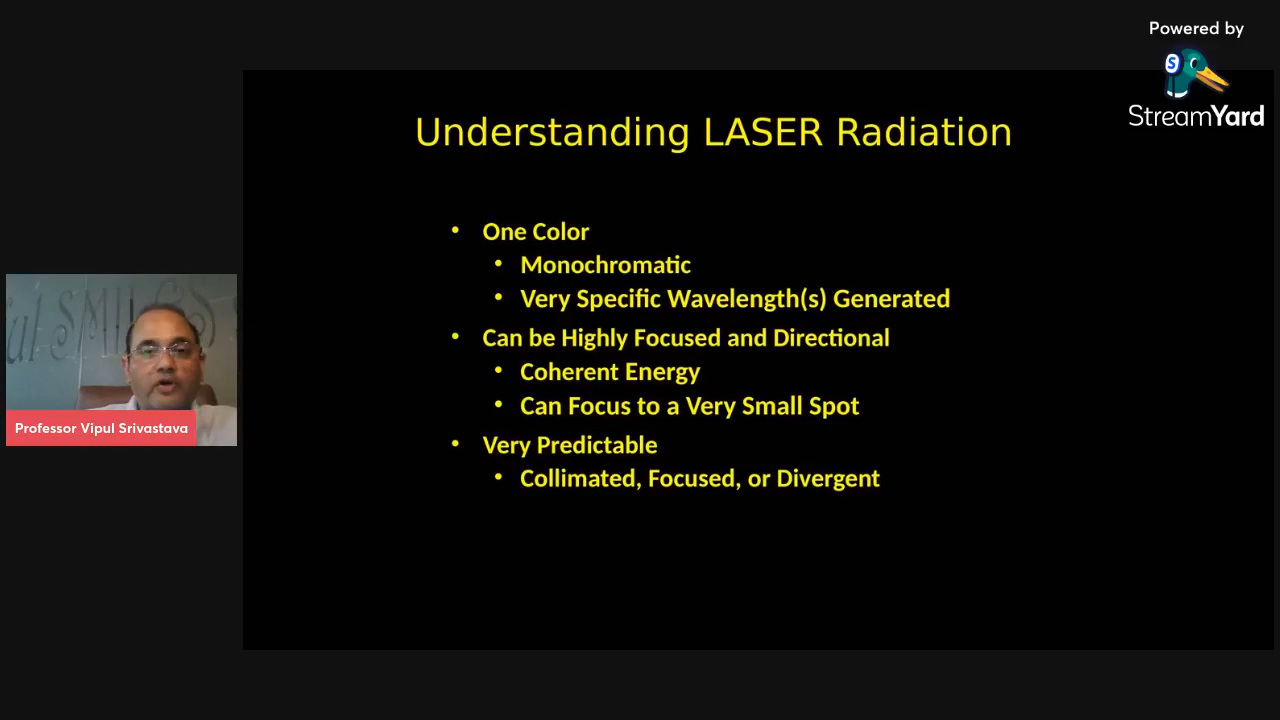 Powered by
StreamYard
Understanding LASER Radiation
• One Color
• Monochromatic
• Very Specific Wavelength(s) Generated
• Can be Highly Focused and Directional
• Coherent Energy
• Can Focus to a Very Small Spot
• Very Predictable
• Collimated, Focused, or Divergent
SMILES
Professor Vipul Srivastava